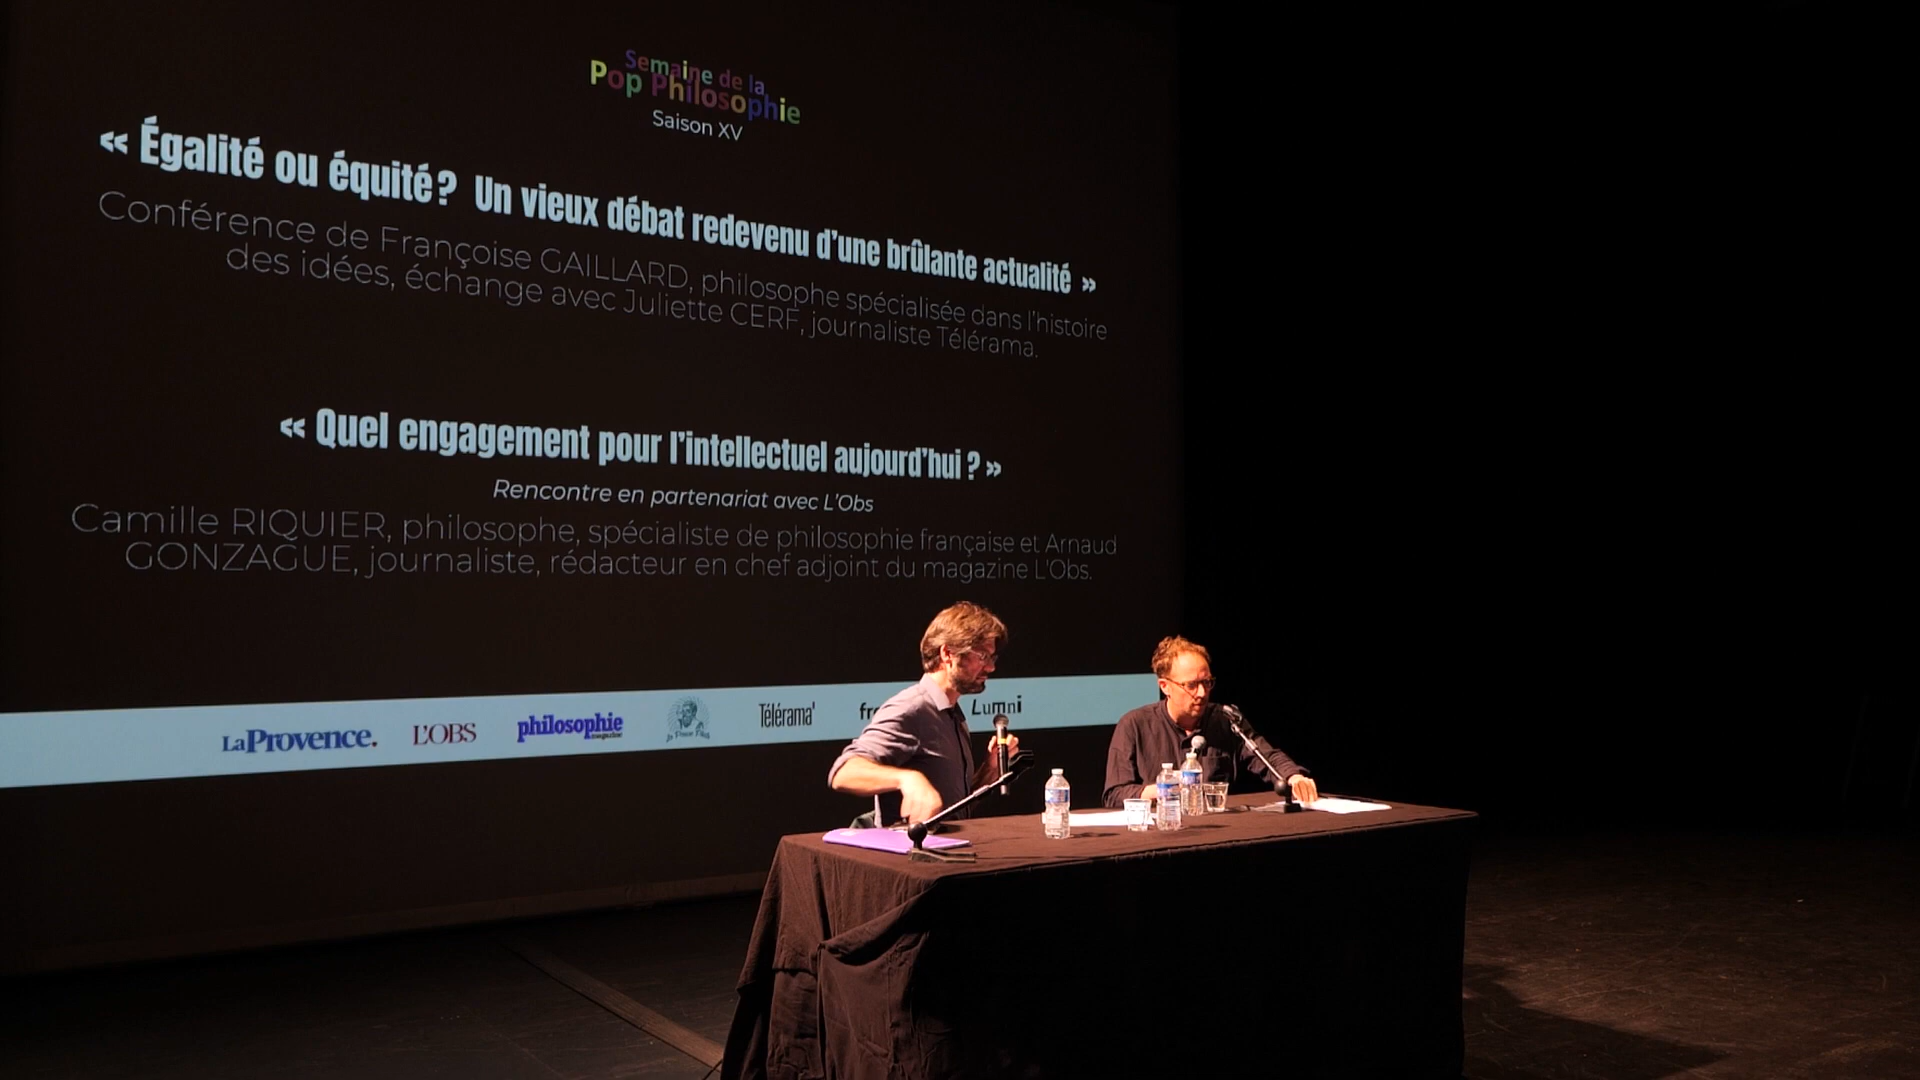 Semaine de la
Pop Philosophie
Saison XV
« Égalité ou équité ? Un vieux débat redevenu d'une brûlante actualité »
Conférence de Françoise GAILLARD, philosophe spécialisée dans l'histoire
des idées, échange avec Juliette CERF, journaliste Télérama.
« Quel engagement pour l'intellectuel aujourd'hui ? »
Rencontre en partenariat avec L'Obs
Camille RIQUIER, philosophe, spécialiste de philosophie française et Arnaud
GONZAGUE, journaliste, rédacteur en chef adjoint du magazine L'Obs.
LaProvence. L'OBS philosophie magazine Télérama' Lumni